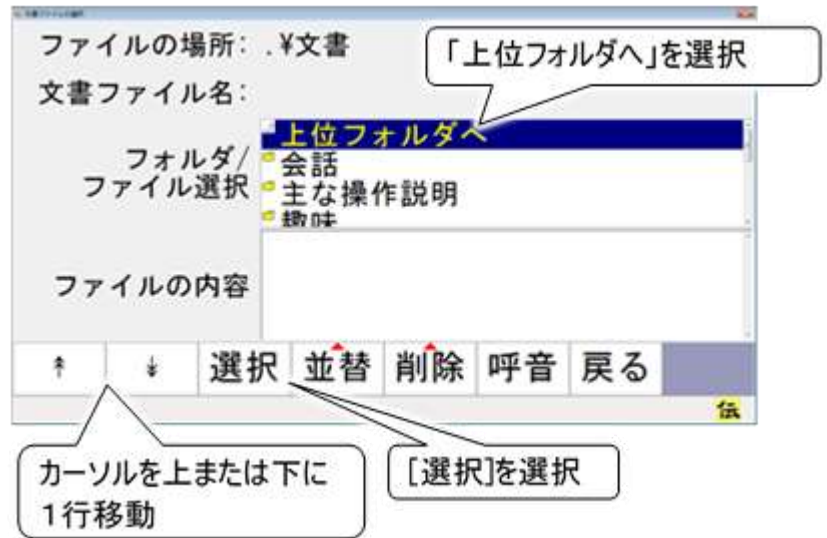 ファイルの場所: .¥文書
「上位フォルダへ」を選択
文書ファイル名:
フォルダ/
ファイル選択
上位フォルダへ
会話
主な操作説明
趣味
ファイルの内容
選択 並替 削除 呼音 戻る
伝
カーソルを上または下に
1行移動
[選択]を選択